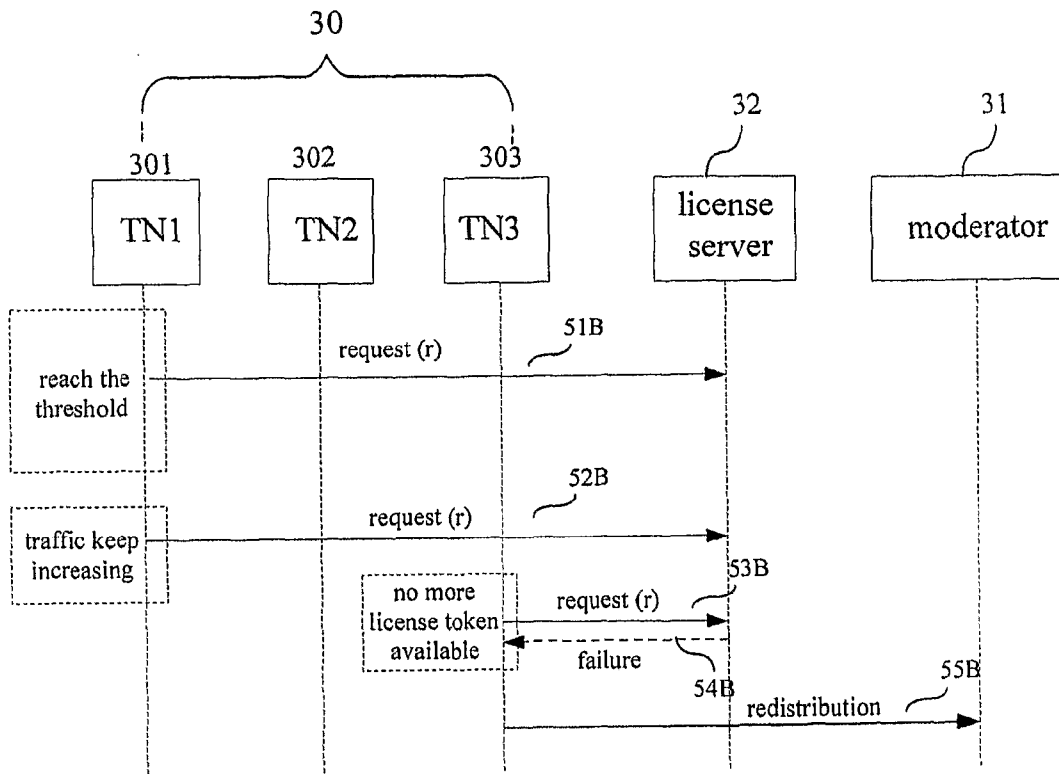 30
32
31
301
302
303
TN1
TN2
TN3
license
server
moderator
51B
request (r)
reach the
threshold
52B
request (r)
traffic keep
increasing
53B
no more
license token
available
request (r)
failure
54B
55B
redistribution